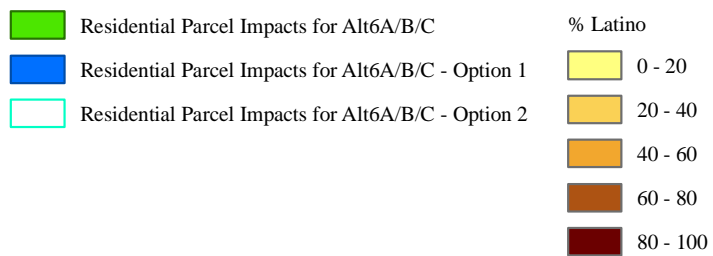 Residential Parcel Impacts for Alt6A/B/C
Residential Parcel Impacts for Alt6A/B/C - Option 1
Residential Parcel Impacts for Alt6A/B/C - Option 2
% Latino
0 - 20
20 - 40
40 - 60
60 - 80
80 - 100